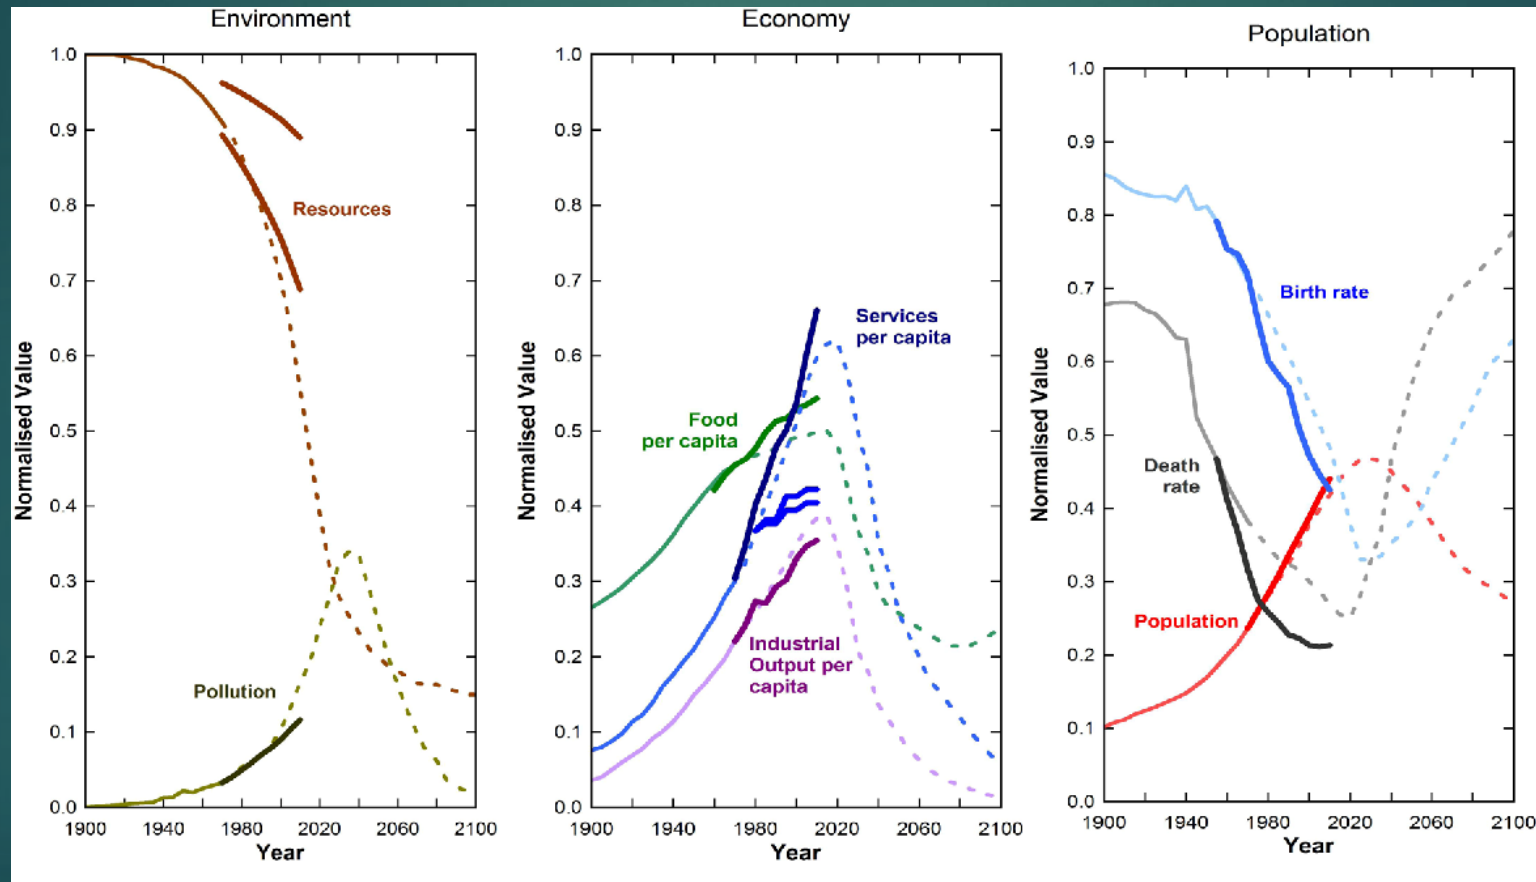 Environment
1.0
0.9
0.8
0.7
0.6
0.5
0.4
0.3
0.2
0.1
0.0
Normalised Value
Resources
Pollution
1900 1940 1980 2020 2060 2100
Year
Economy
1.0
0.9
0.8
0.7
0.6
0.5
0.4
0.3
0.2
0.1
0.0
Normalised Value
Services
per capita
Food
per capita
Industrial
Output per
capita
1900 1940 1980 2020 2060 2100
Year
Population
1.0
0.9
0.8
0.7
0.6
0.5
0.4
0.3
0.2
0.1
0.0
Normalised Value
Birth rate
Death
rate
Population
1900 1940 1980 2020 2060 2100
Year